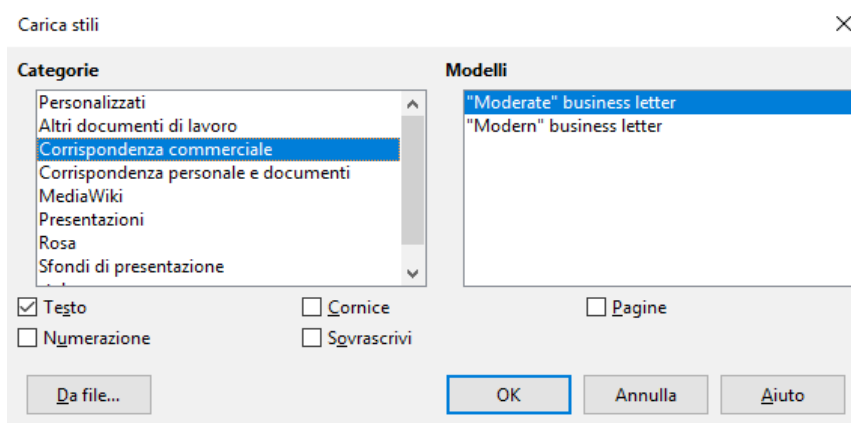 Carica stili
Categorie
Modelli
Personalizzati
Altri documenti di lavoro
Corrispondenza commerciale
Corrispondenza personale e documenti
MediaWiki
Presentazioni
Rosa
Sfondi di presentazione
"Moderate" business letter
"Modern" business letter
Testo
Cornice
Pagine
Numerazione
Sovrascrivi
Da file...
OK
Annulla
Aiuto